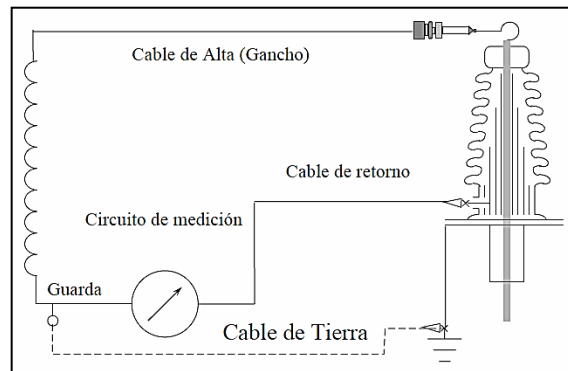 Cable de Alta (Gancho)
Cable de retorno
Circuito de medición
Guarda
Cable de Tierra